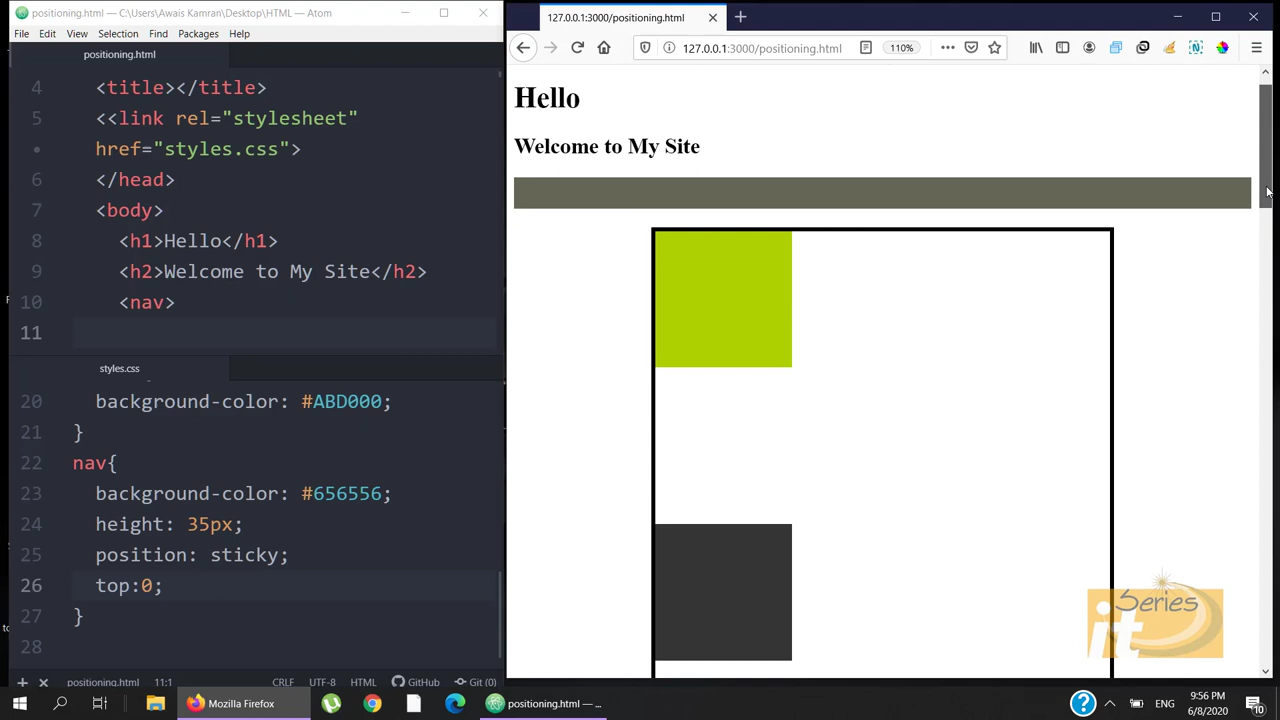 positioning.html — C:\Users\Awais Kamran\Desktop\HTML — Atom
File Edit View Selection Find Packages Help
positioning.html
4 <title></title>
5 <<link rel="stylesheet"
• href="styles.css">
6 </head>
7 <body>
8 <h1>Hello</h1>
9 <h2>Welcome to My Site</h2>
10 <nav>
11
styles.css
20 background-color: #ABD000;
21 }
22 nav{
23 background-color: #656556;
24 height: 35px;
25 position: sticky;
26 top:0;
27 }
28
positioning.html 11:1 CRLF UTF-8 HTML GitHub Git (0)
127.0.0.1:3000/positioning.html
127.0.0.1:3000/positioning.html 110%
Hello
Welcome to My Site
it Series
Mozilla Firefox
positioning.html — ...
ENG
9:56 PM
6/8/2020
10